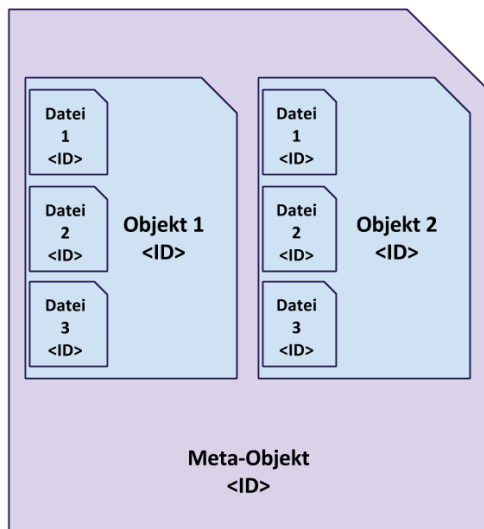 Datei
1
<ID>
Datei
2
<ID>
Datei
3
<ID>
Objekt 1
<ID>
Datei
1
<ID>
Datei
2
<ID>
Datei
3
<ID>
Objekt 2
<ID>
Meta-Objekt
<ID>